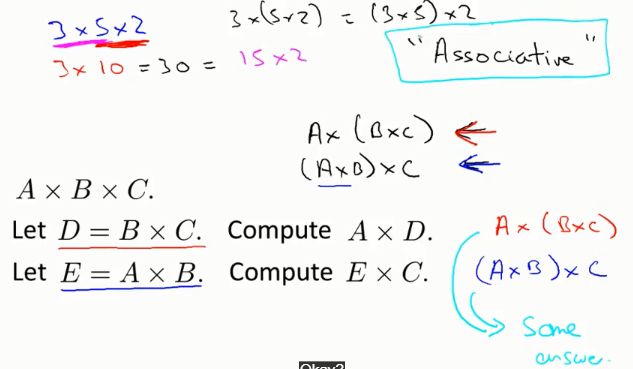 3 × 5 × 2
3 × (5 × 2) = (3 × 5) × 2
3 × 10 = 30 = 15 × 2
"Associative"
A × (B × C)
(A × B) × C
A × B × C.
Let D = B × C. Compute A × D.
A × (B × C)
Let E = A × B. Compute E × C.
(A × B) × C
Same
answer.
Okay?